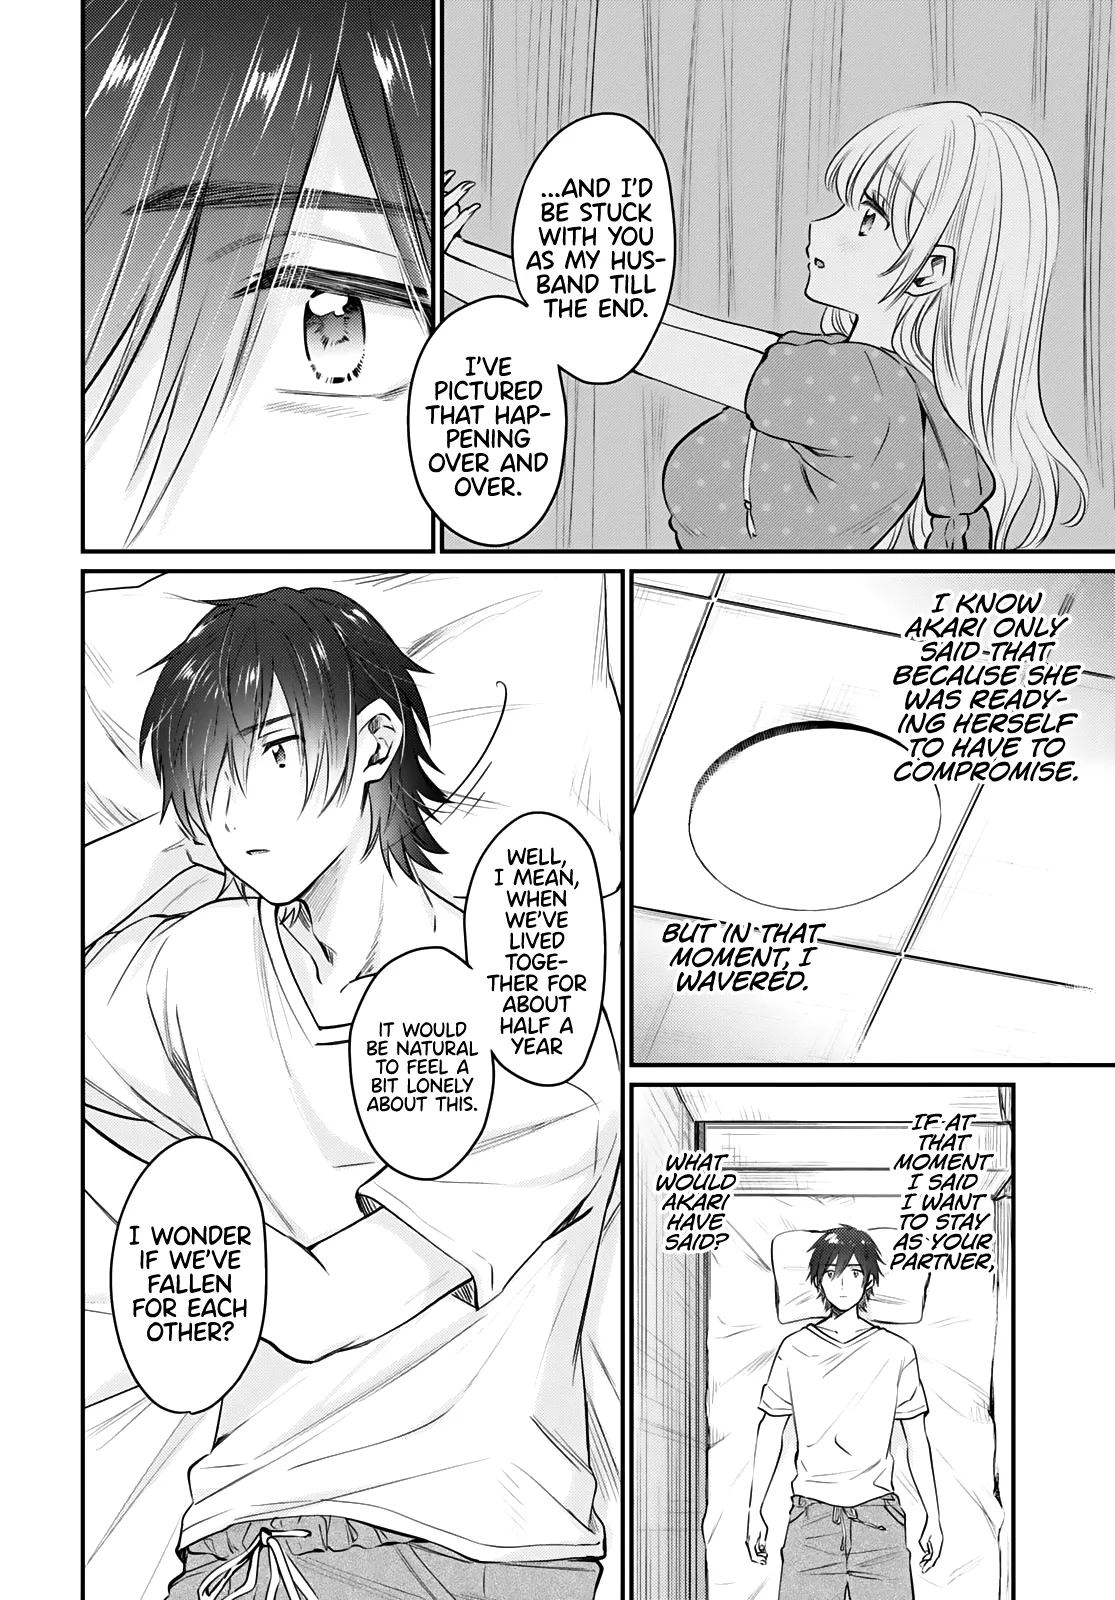 ...AND I'D
BE STUCK
WITH YOU
AS MY HUS-
BAND TILL
THE END.
I'VE
PICTURED
THAT HAP-
PENING
OVER AND
OVER.
I KNOW
AKARI ONLY
SAID THAT
BECAUSE SHE
WAS READY-
ING HERSELF
TO HAVE TO
COMPROMISE.
BUT IN THAT
MOMENT, I
WAVERED.
IF AT
THAT
MOMENT
I SAID
I WANT
TO STAY
AS YOUR
PARTNER,
WHAT
WOULD
AKARI
HAVE
SAID?
WELL,
I MEAN,
WHEN
WE'VE
LIVED
TOGE-
THER FOR
ABOUT
HALF A
YEAR
IT WOULD
BE NATURAL
TO FEEL A
BIT LONELY
ABOUT THIS.
I WONDER
IF WE'VE
FALLEN
FOR EACH
OTHER?